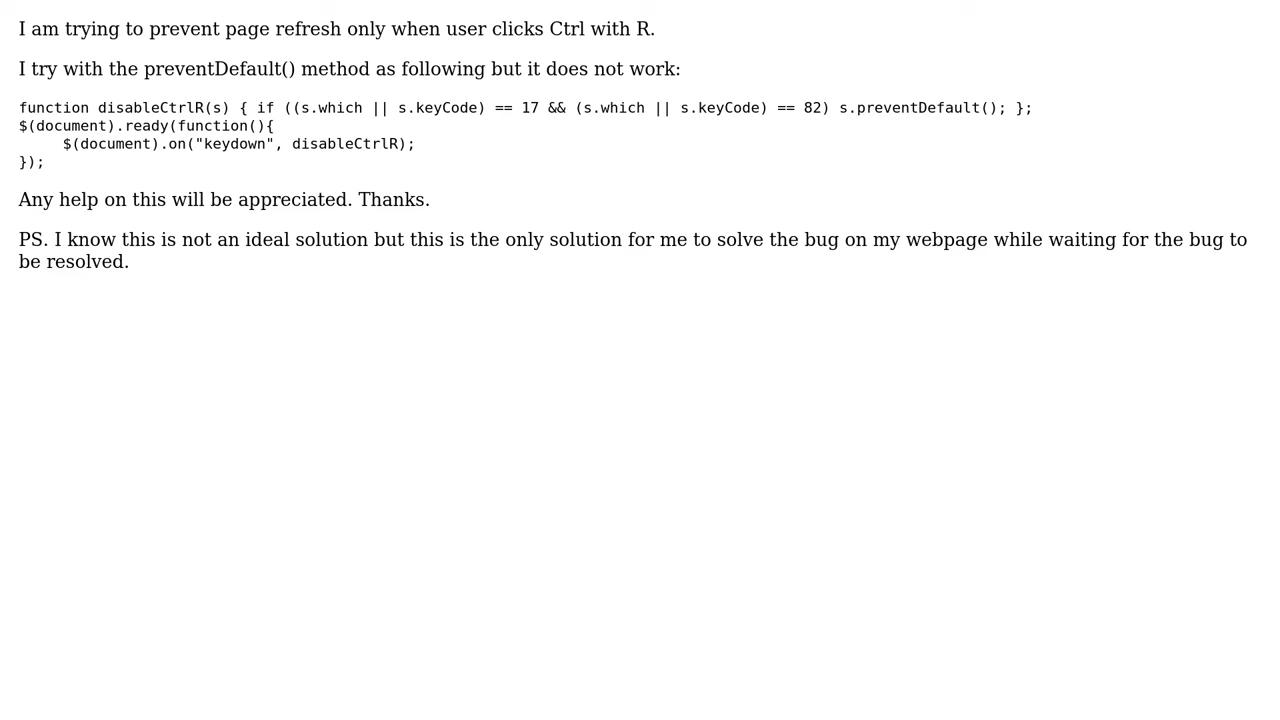 I am trying to prevent page refresh only when user clicks Ctrl with R.
I try with the preventDefault() method as following but it does not work:
function disableCtrlR(s) { if ((s.which || s.keyCode) == 17 && (s.which || s.keyCode) == 82) s.preventDefault(); };
$(document).ready(function(){
     $(document).on("keydown", disableCtrlR);
});
Any help on this will be appreciated. Thanks.
PS. I know this is not an ideal solution but this is the only solution for me to solve the bug on my webpage while waiting for the bug to
be resolved.